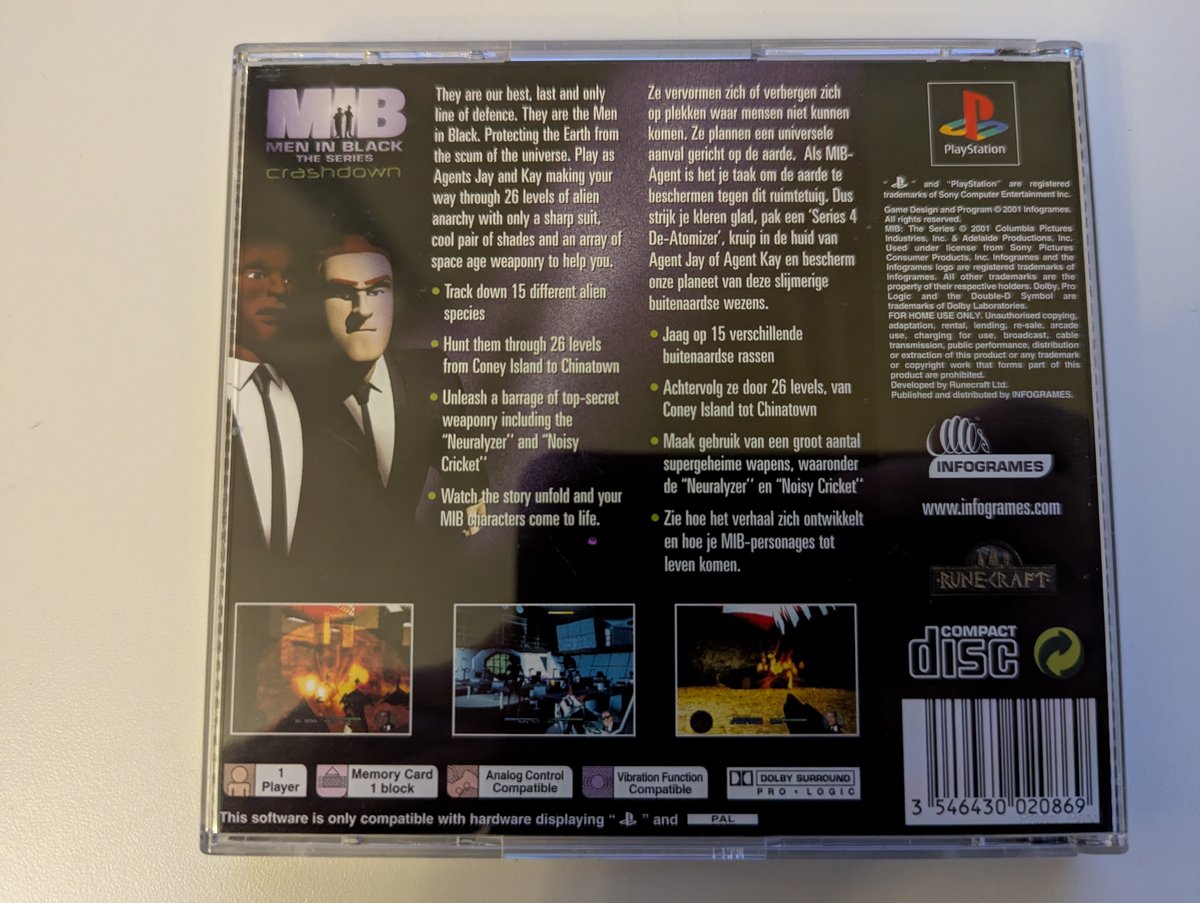 MIB
MEN IN BLACK
THE SERIES
crashdown
They are our best, last and only
line of defence. They are the Men
in Black. Protecting the Earth from
the scum of the universe. Play as
Agents Jay and Kay making your
way through 26 levels of alien
anarchy with only a sharp suit,
cool pair of shades and an array of
space age weaponry to help you.
• Track down 15 different alien
species
• Hunt them through 26 levels
from Coney Island to Chinatown
• Unleash a barrage of top-secret
weaponry including the
"Neuralyzer" and "Noisy
Cricket"
• Watch the story unfold and your
MIB characters come to life.
Ze vervormen zich of verbergen zich
op plekken waar mensen niet kunnen
komen. Ze plannen een universele
aanval gericht op de aarde. Als MIB-
Agent is het je taak om de aarde te
beschermen tegen dit ruimtetuig. Dus
strijk je kleren glad, pak een 'Series 4
De-Atomizer', kruip in de huid van
Agent Jay of Agent Kay en bescherm
onze planeet van deze slijmerige
buitenaardse wezens.
• Jaag op 15 verschillende
buitenaardse rassen
• Achtervolg ze door 26 levels, van
Coney Island tot Chinatown
• Maak gebruik van een groot aantal
supergeheime wapens, waaronder
de "Neuralyzer" en "Noisy Cricket"
• Zie hoe het verhaal zich ontwikkelt
en hoe je MIB-personages tot
leven komen.
PlayStation
" " and "PlayStation" are registered
trademarks of Sony Computer Entertainment Inc.
Game Design and Program © 2001 Infogrames.
All rights reserved.
MIB: The Series © 2001 Columbia Pictures
Industries, Inc. & Adelaide Productions, Inc.
Used under license from Sony Pictures
Consumer Products, Inc. Infogrames and the
Infogrames logo are registered trademarks of
Infogrames. All other trademarks are the
property of their respective holders. Dolby, Pro
Logic and the Double-D Symbol are
trademarks of Dolby Laboratories.
FOR HOME USE ONLY. Unauthorised copying,
adaptation, rental, lending, re-sale, arcade
use, charging for use, broadcast, cable
transmission, public performance, distribution
or extraction of this product or any trademark
or copyright work that forms part of this
product are prohibited.
Developed by Runecraft Ltd.
Published and distributed by INFOGRAMES.
INFOGRAMES
www.infogrames.com
RUNECRAFT
COMPACT
disc
1
Player
Memory Card
1 block
Analog Control
Compatible
Vibration Function
Compatible
DOLBY SURROUND
PRO • LOGIC
This software is only compatible with hardware displaying " " and PAL
3 546430 020869